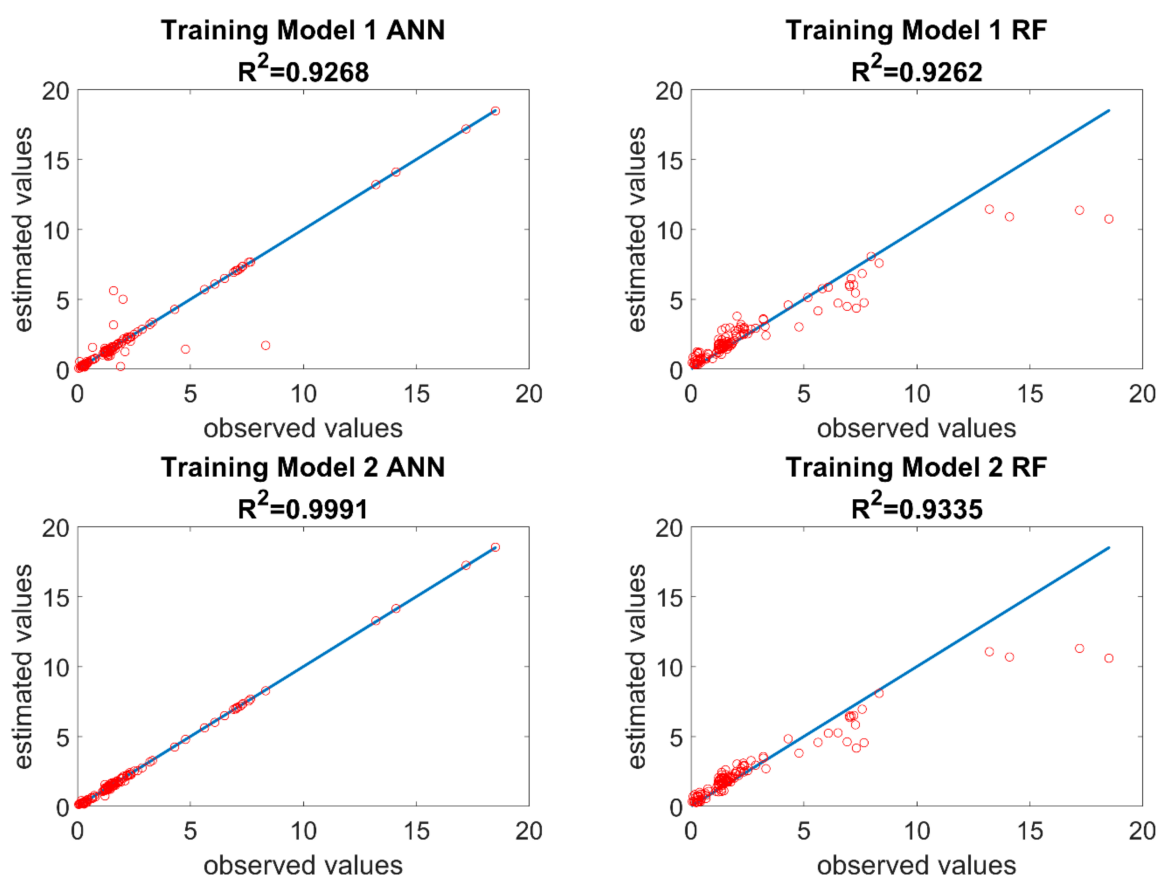 Training Model 1 ANN
R²=0.9268
20
15
10
5
0
0 5 10 15 20
estimated values
observed values
Training Model 1 RF
R²=0.9262
20
15
10
5
0
0 5 10 15 20
estimated values
observed values
Training Model 2 ANN
R²=0.9991
20
15
10
5
0
0 5 10 15 20
estimated values
observed values
Training Model 2 RF
R²=0.9335
20
15
10
5
0
0 5 10 15 20
estimated values
observed values